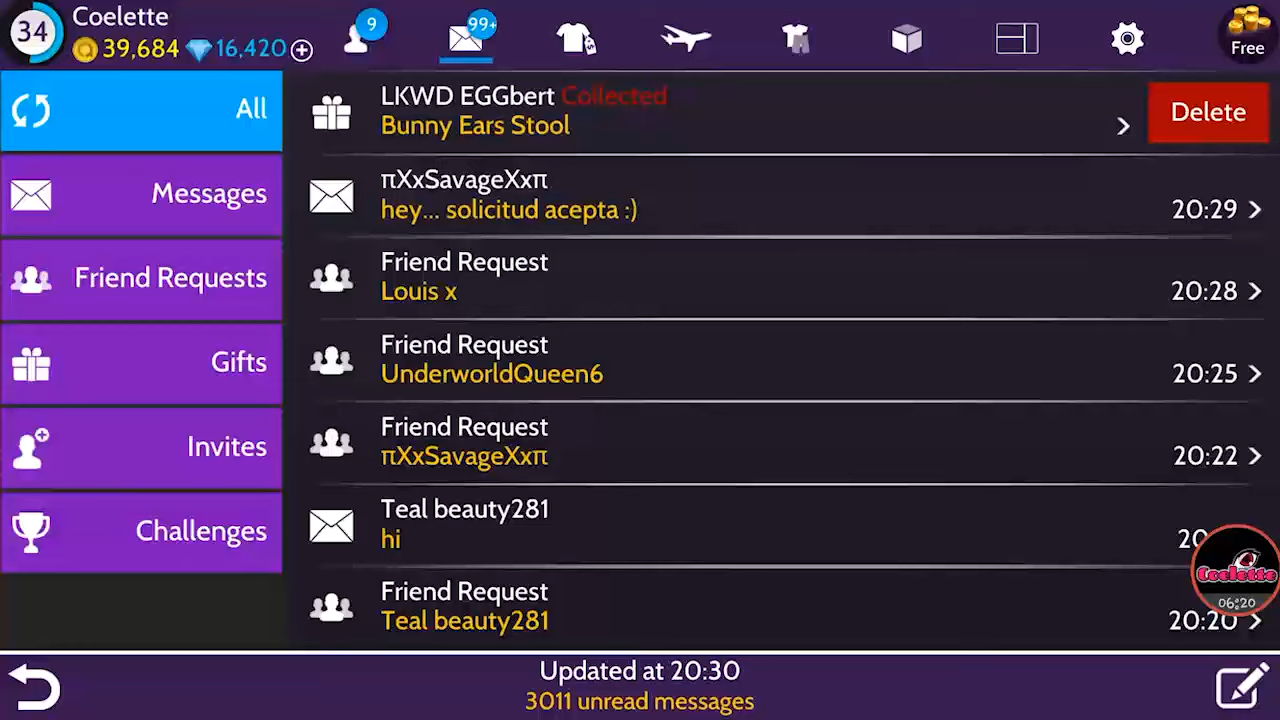 34
Coelette
39,684
16,420
9
99+
Free
All
Messages
Friend Requests
Gifts
Invites
Challenges
LKWD EGGbert Collected
Bunny Ears Stool
Delete
πXxSavageXxπ
hey... solicitud acepta :)
20:29
Friend Request
Louis x
20:28
Friend Request
UnderworldQueen6
20:25
Friend Request
πXxSavageXxπ
20:22
Teal beauty281
hi
20
Friend Request
Teal beauty281
20:20
Coelette
06:20
Updated at 20:30
3011 unread messages